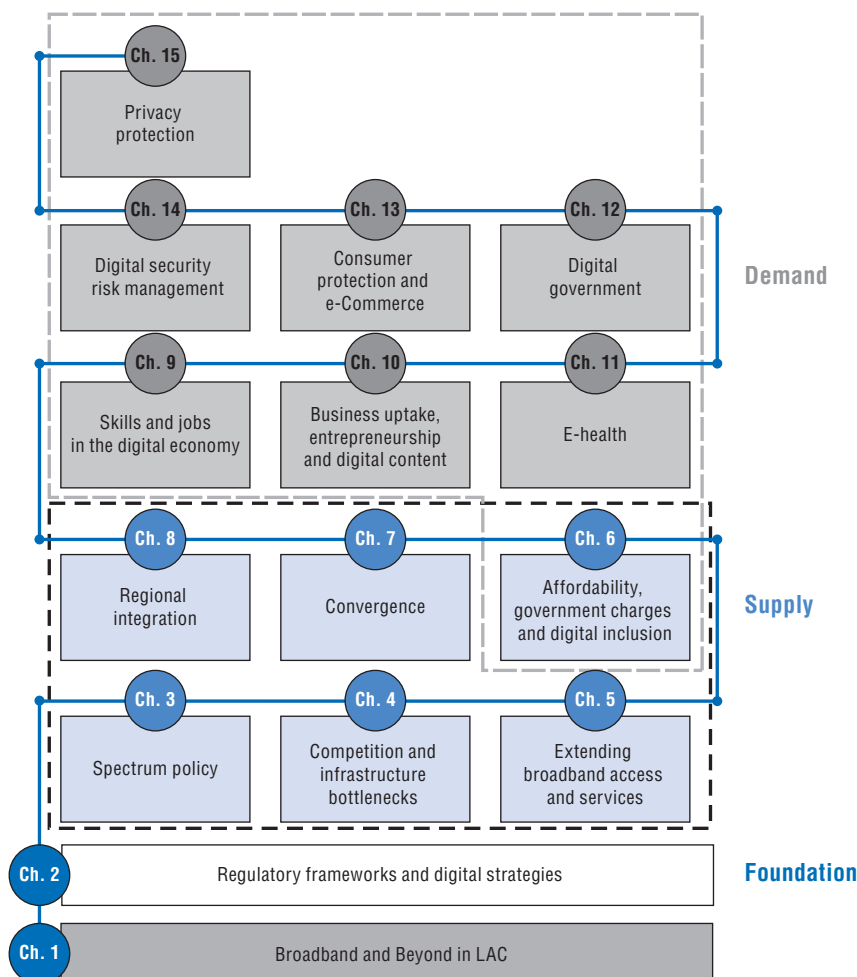 Ch. 15
Privacy
protection
Ch. 14
Ch. 13
Ch. 12
Digital security
risk management
Consumer
protection and
e-Commerce
Digital
government
Demand
Ch. 9
Ch. 10
Ch. 11
Skills and jobs
in the digital economy
Business uptake,
entrepreneurship
and digital content
E-health
Ch. 8
Ch. 7
Ch. 6
Regional
integration
Convergence
Affordability,
government charges
and digital inclusion
Supply
Ch. 3
Ch. 4
Ch. 5
Spectrum policy
Competition and
infrastructure
bottlenecks
Extending
broadband access
and services
Ch. 2
Regulatory frameworks and digital strategies
Foundation
Ch. 1
Broadband and Beyond in LAC